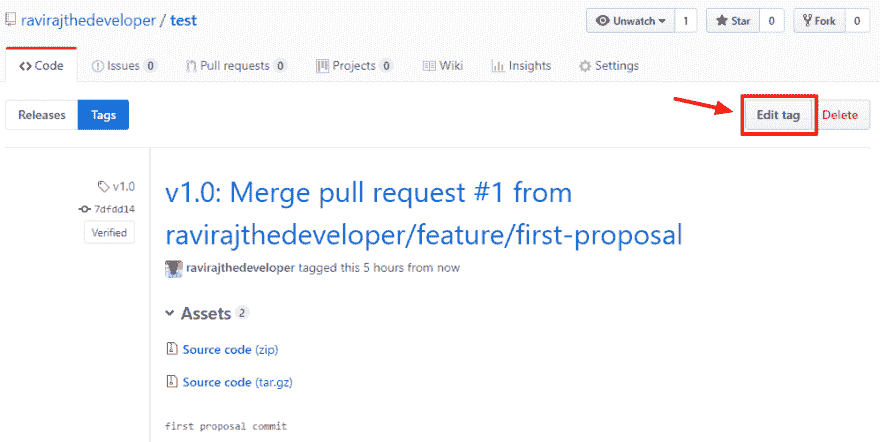 ravirajthedeveloper / test
Unwatch 1 Star 0 Fork 0
Code Issues 0 Pull requests 0 Projects 0 Wiki Insights Settings
Releases Tags Edit tag Delete
v1.0
7dfdd14
Verified
v1.0: Merge pull request #1 from
ravirajthedeveloper/feature/first-proposal
ravirajthedeveloper tagged this 5 hours from now
Assets 2
Source code (zip)
Source code (tar.gz)
first proposal commit